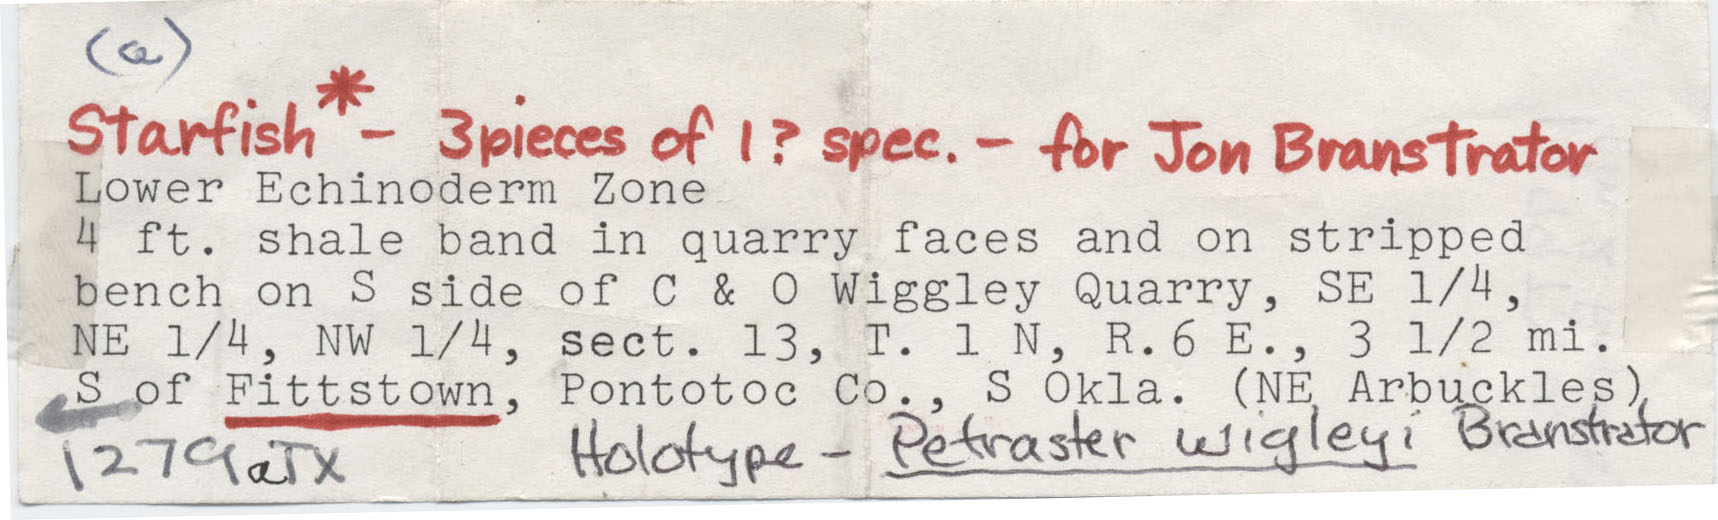 (a)
Starfish* - 3 pieces of 1? spec. - for Jon Branstrator
Lower Echinoderm Zone
4 ft. shale band in quarry faces and on stripped
bench on S side of C & O Wiggley Quarry, SE 1/4,
NE 1/4, NW 1/4, sect. 13, T. 1 N, R.6 E., 3 1/2 mi.
S of Fittstown, Pontotoc Co., S Okla. (NE Arbuckles)
1279aTX Holotype - Petraster wigleyi Branstrator